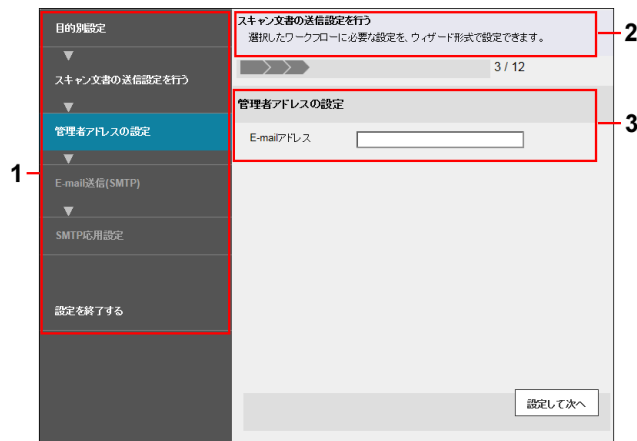 目的別設定
スキャン文書の送信設定を行う
管理者アドレスの設定
E-mail送信(SMTP)
SMTP応用設定
設定を終了する
1
スキャン文書の送信設定を行う
選択したワークフローに必要な設定を、ウィザード形式で設定できます。
2
3 / 12
管理者アドレスの設定
E-mailアドレス
3
設定して次へ